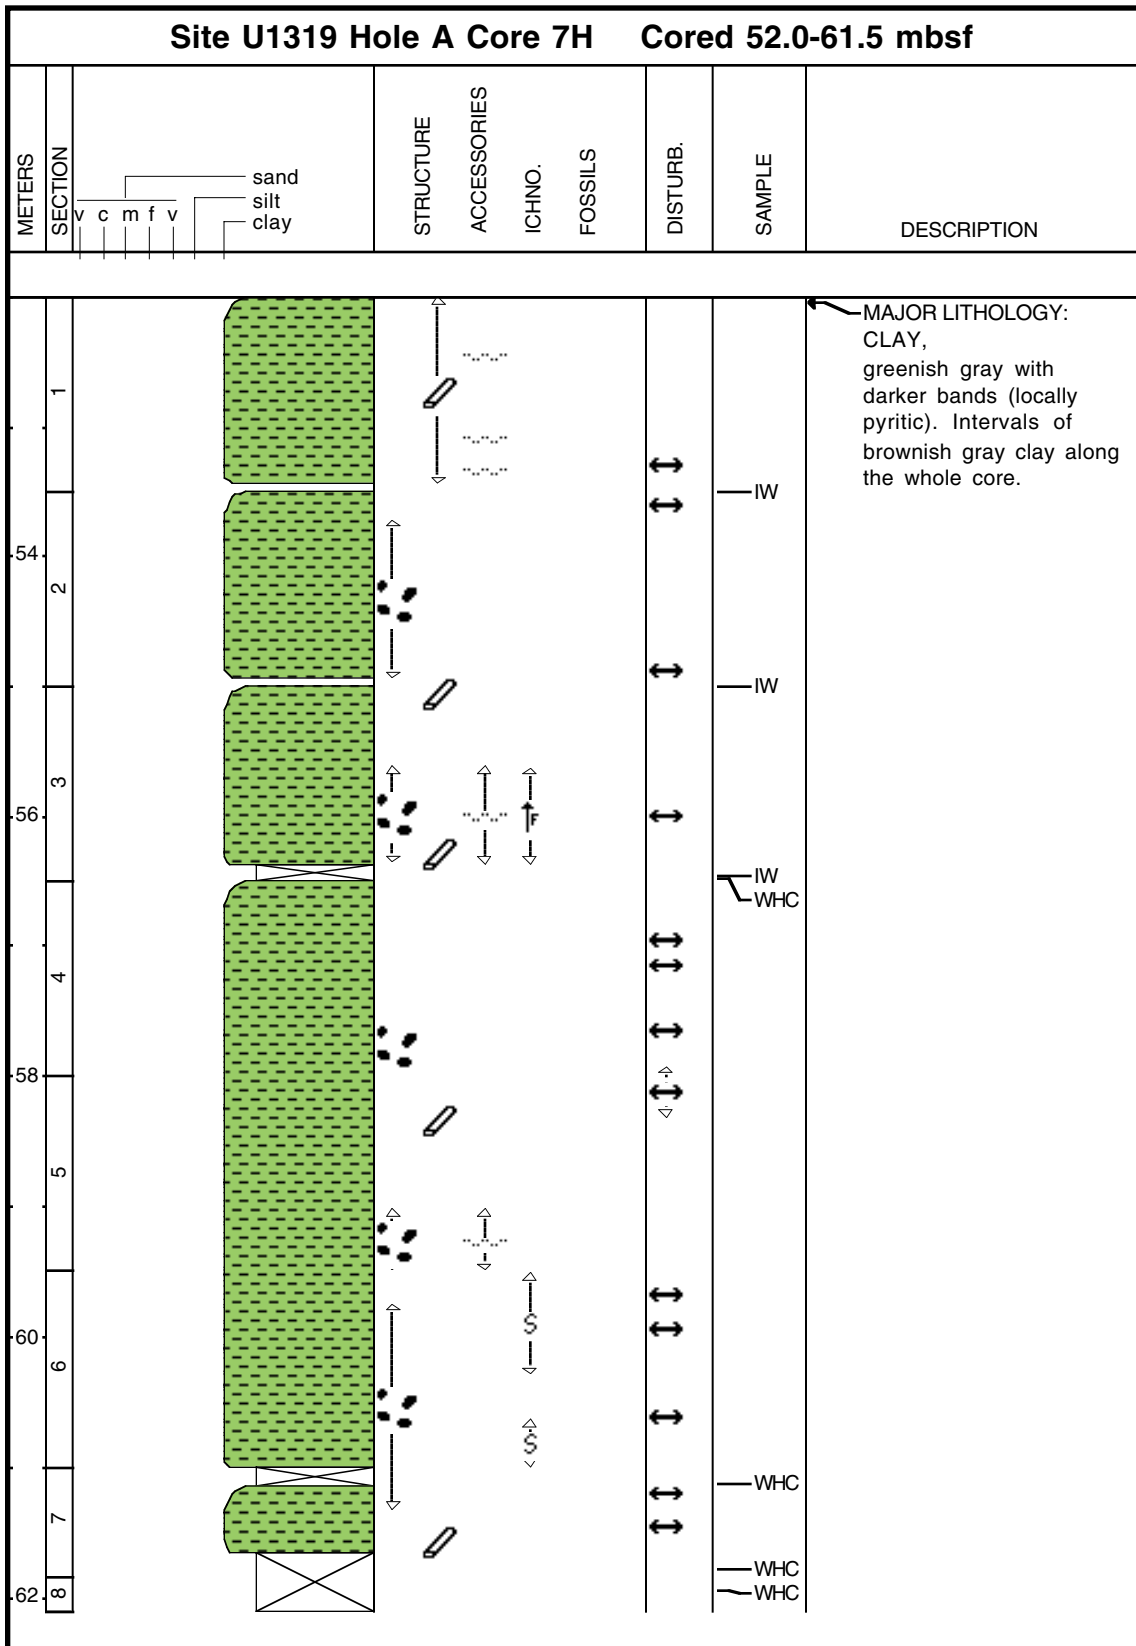 Site U1319 Hole A Core 7H Cored 52.0-61.5 mbsf
METERS
SECTION
v c m f v
sand
silt
clay
STRUCTURE
ACCESSORIES
ICHNO.
FOSSILS
DISTURB.
SAMPLE
DESCRIPTION
MAJOR LITHOLOGY:
CLAY,
greenish gray with
darker bands (locally
pyritic). Intervals of
brownish gray clay along
the whole core.
1
IW
54
2
IW
3
F
56
IW
WHC
4
58
5
S
60
6
S
WHC
7
WHC
8
WHC
62